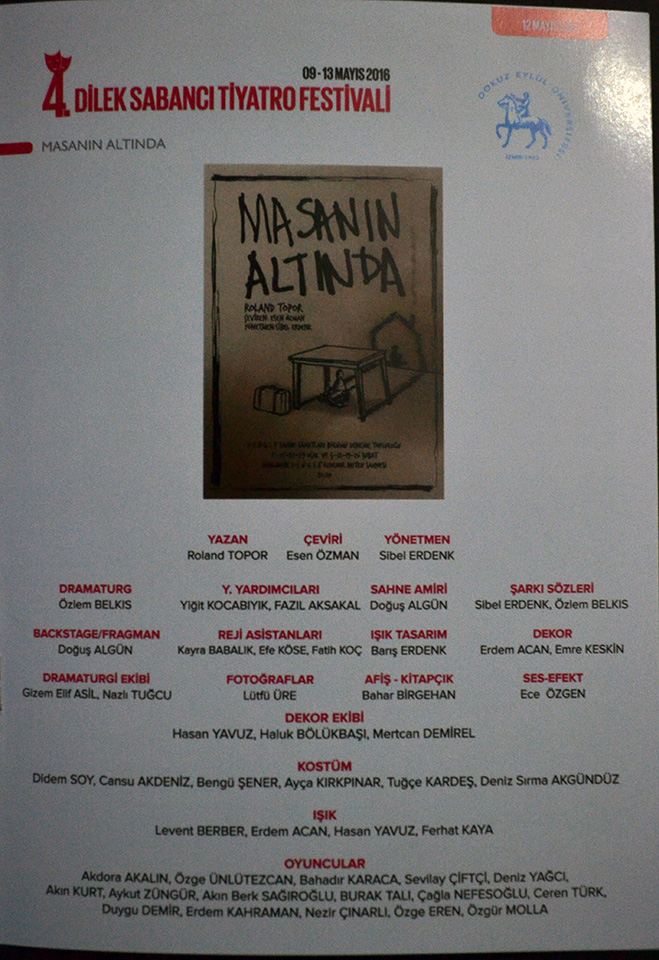 12 MAYIS
09 - 13 MAYIS 2016
4. DİLEK SABANCI TİYATRO FESTİVALİ
DOKUZ EYLÜL ÜNİVERSİTESİ
MASANIN ALTINDA
MASANIN
ALTINDA
ROLAND TOPOR
ÇEVİREN: ESEN ÖZMAN
YÖNETMEN: SİBEL ERDENK
YAZAN ÇEVİRİ YÖNETMEN
Roland TOPOR Esen ÖZMAN Sibel ERDENK
DRAMATURG Y. YARDIMCILARI SAHNE AMİRİ ŞARKI SÖZLERİ
Özlem BELKIS Yiğit KOCABIYIK, FAZIL AKSAKAL Doğuş ALGÜN Sibel ERDENK, Özlem BELKIS
BACKSTAGE/FRAGMAN REJİ ASİSTANLARI IŞIK TASARIM DEKOR
Doğuş ALGÜN Kayra BABALIK, Efe KÖSE, Fatih KOÇ Barış ERDENK Erdem ACAN, Emre KESKİN
DRAMATURGİ EKİBİ FOTOĞRAFLAR AFİŞ - KİTAPÇIK SES-EFEKT
Gizem Elif ASİL, Nazlı TUĞCU Lütfü ÜRE Bahar BİRGEHAN Ece ÖZGEN
DEKOR EKİBİ
Hasan YAVUZ, Haluk BÖLÜKBAŞI, Mertcan DEMİREL
KOSTÜM
Didem SOY, Cansu AKDENİZ, Bengü ŞENER, Ayça KIRKPINAR, Tuğçe KARDEŞ, Deniz Sırma AKGÜNDÜZ
IŞIK
Levent BERBER, Erdem ACAN, Hasan YAVUZ, Ferhat KAYA
OYUNCULAR
Akdora AKALIN, Özge ÜNLÜTEZCAN, Bahadır KARACA, Sevilay ÇİFTÇİ, Deniz YAĞCI,
Akın KURT, Aykut ZÜNGÜR, Akın Berk SAĞIROĞLU, BURAK TALI, Çağla NEFESOĞLU, Ceren TÜRK,
Duygu DEMİR, Erdem KAHRAMAN, Nezir ÇINARLI, Özge EREN, Özgür MOLLA